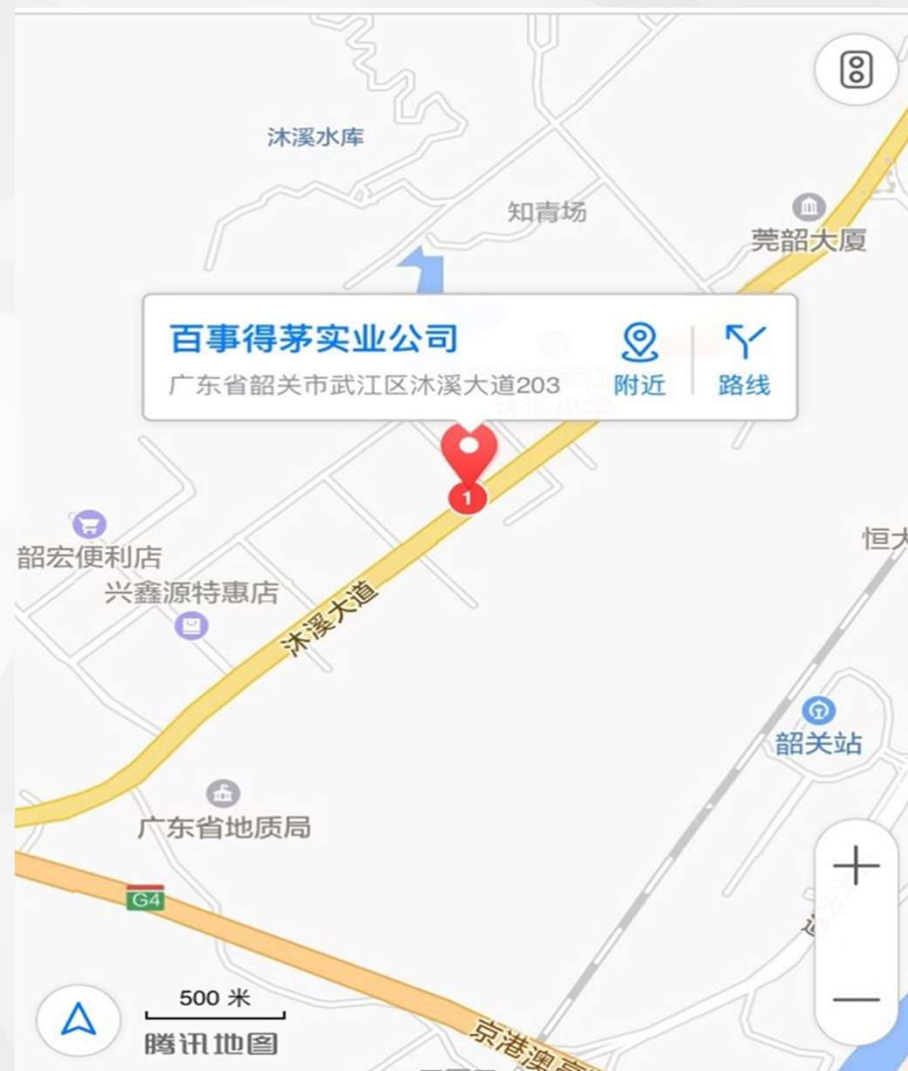 沐溪水库
知青场
莞韶大厦
百事得茅实业公司
广东省韶关市武江区沐溪大道203
附近
路线
1
恒大
韶宏便利店
兴鑫源特惠店
沐溪大道
韶关站
广东省地质局
G4
500 米
腾讯地图
京港澳高